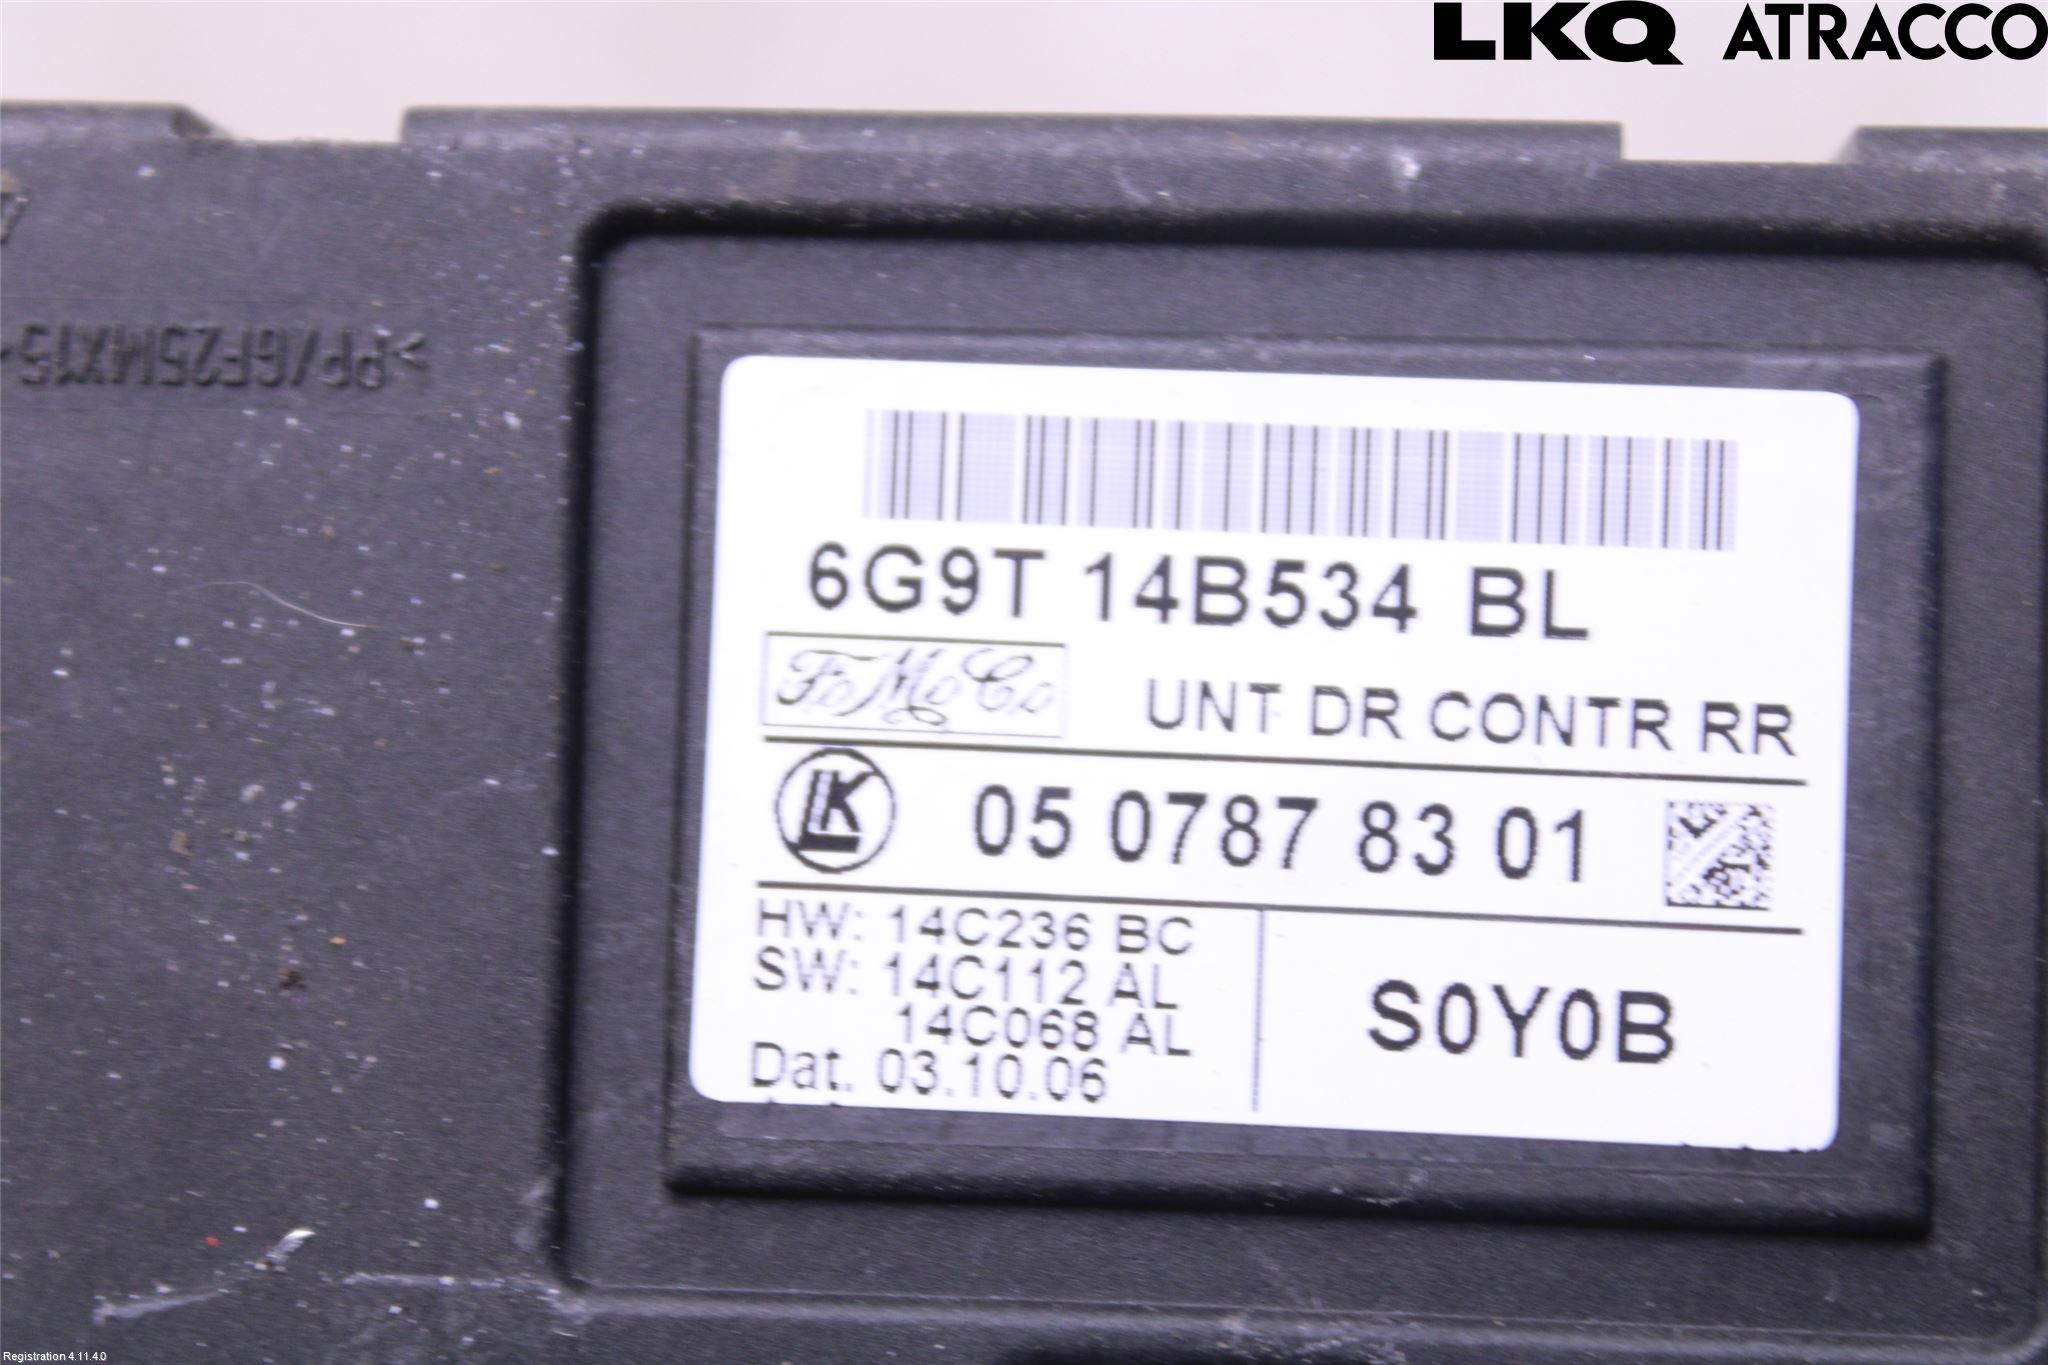 LKQ ATRACCO
>PP/GF25MX15
6G9T 14B534 BL
FoMoCo
UNT DR CONTR RR
LK
05 0787 83 01
HW: 14C236 BC
SW: 14C112 AL
14C068 AL
Dat. 03.10.06
S0Y0B
Registration 4.11.4.0